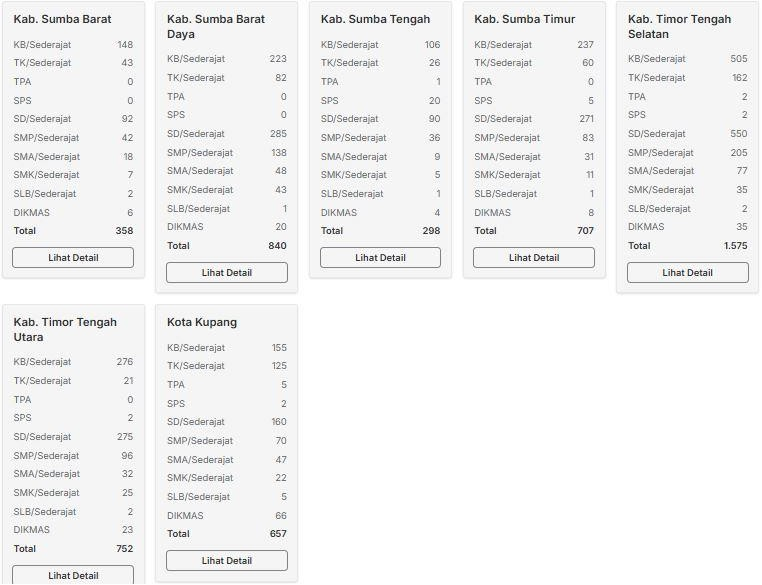 Kab. Sumba Barat
KB/Sederajat 148
TK/Sederajat 43
TPA 0
SPS 0
SD/Sederajat 92
SMP/Sederajat 42
SMA/Sederajat 18
SMK/Sederajat 7
SLB/Sederajat 2
DIKMAS 6
Total 358
Lihat Detail
Kab. Sumba Barat
Daya
KB/Sederajat 223
TK/Sederajat 82
TPA 0
SPS 0
SD/Sederajat 285
SMP/Sederajat 138
SMA/Sederajat 48
SMK/Sederajat 43
SLB/Sederajat 1
DIKMAS 20
Total 840
Lihat Detail
Kab. Sumba Tengah
KB/Sederajat 106
TK/Sederajat 26
TPA 1
SPS 20
SD/Sederajat 90
SMP/Sederajat 36
SMA/Sederajat 9
SMK/Sederajat 5
SLB/Sederajat 1
DIKMAS 4
Total 298
Lihat Detail
Kab. Sumba Timur
KB/Sederajat 237
TK/Sederajat 60
TPA 0
SPS 5
SD/Sederajat 271
SMP/Sederajat 83
SMA/Sederajat 31
SMK/Sederajat 11
SLB/Sederajat 1
DIKMAS 8
Total 707
Lihat Detail
Kab. Timor Tengah
Selatan
KB/Sederajat 505
TK/Sederajat 162
TPA 2
SPS 2
SD/Sederajat 550
SMP/Sederajat 205
SMA/Sederajat 77
SMK/Sederajat 35
SLB/Sederajat 2
DIKMAS 35
Total 1.575
Lihat Detail
Kab. Timor Tengah
Utara
KB/Sederajat 276
TK/Sederajat 21
TPA 0
SPS 2
SD/Sederajat 275
SMP/Sederajat 96
SMA/Sederajat 32
SMK/Sederajat 25
SLB/Sederajat 2
DIKMAS 23
Total 752
Lihat Detail
Kota Kupang
KB/Sederajat 155
TK/Sederajat 125
TPA 5
SPS 2
SD/Sederajat 160
SMP/Sederajat 70
SMA/Sederajat 47
SMK/Sederajat 22
SLB/Sederajat 5
DIKMAS 66
Total 657
Lihat Detail